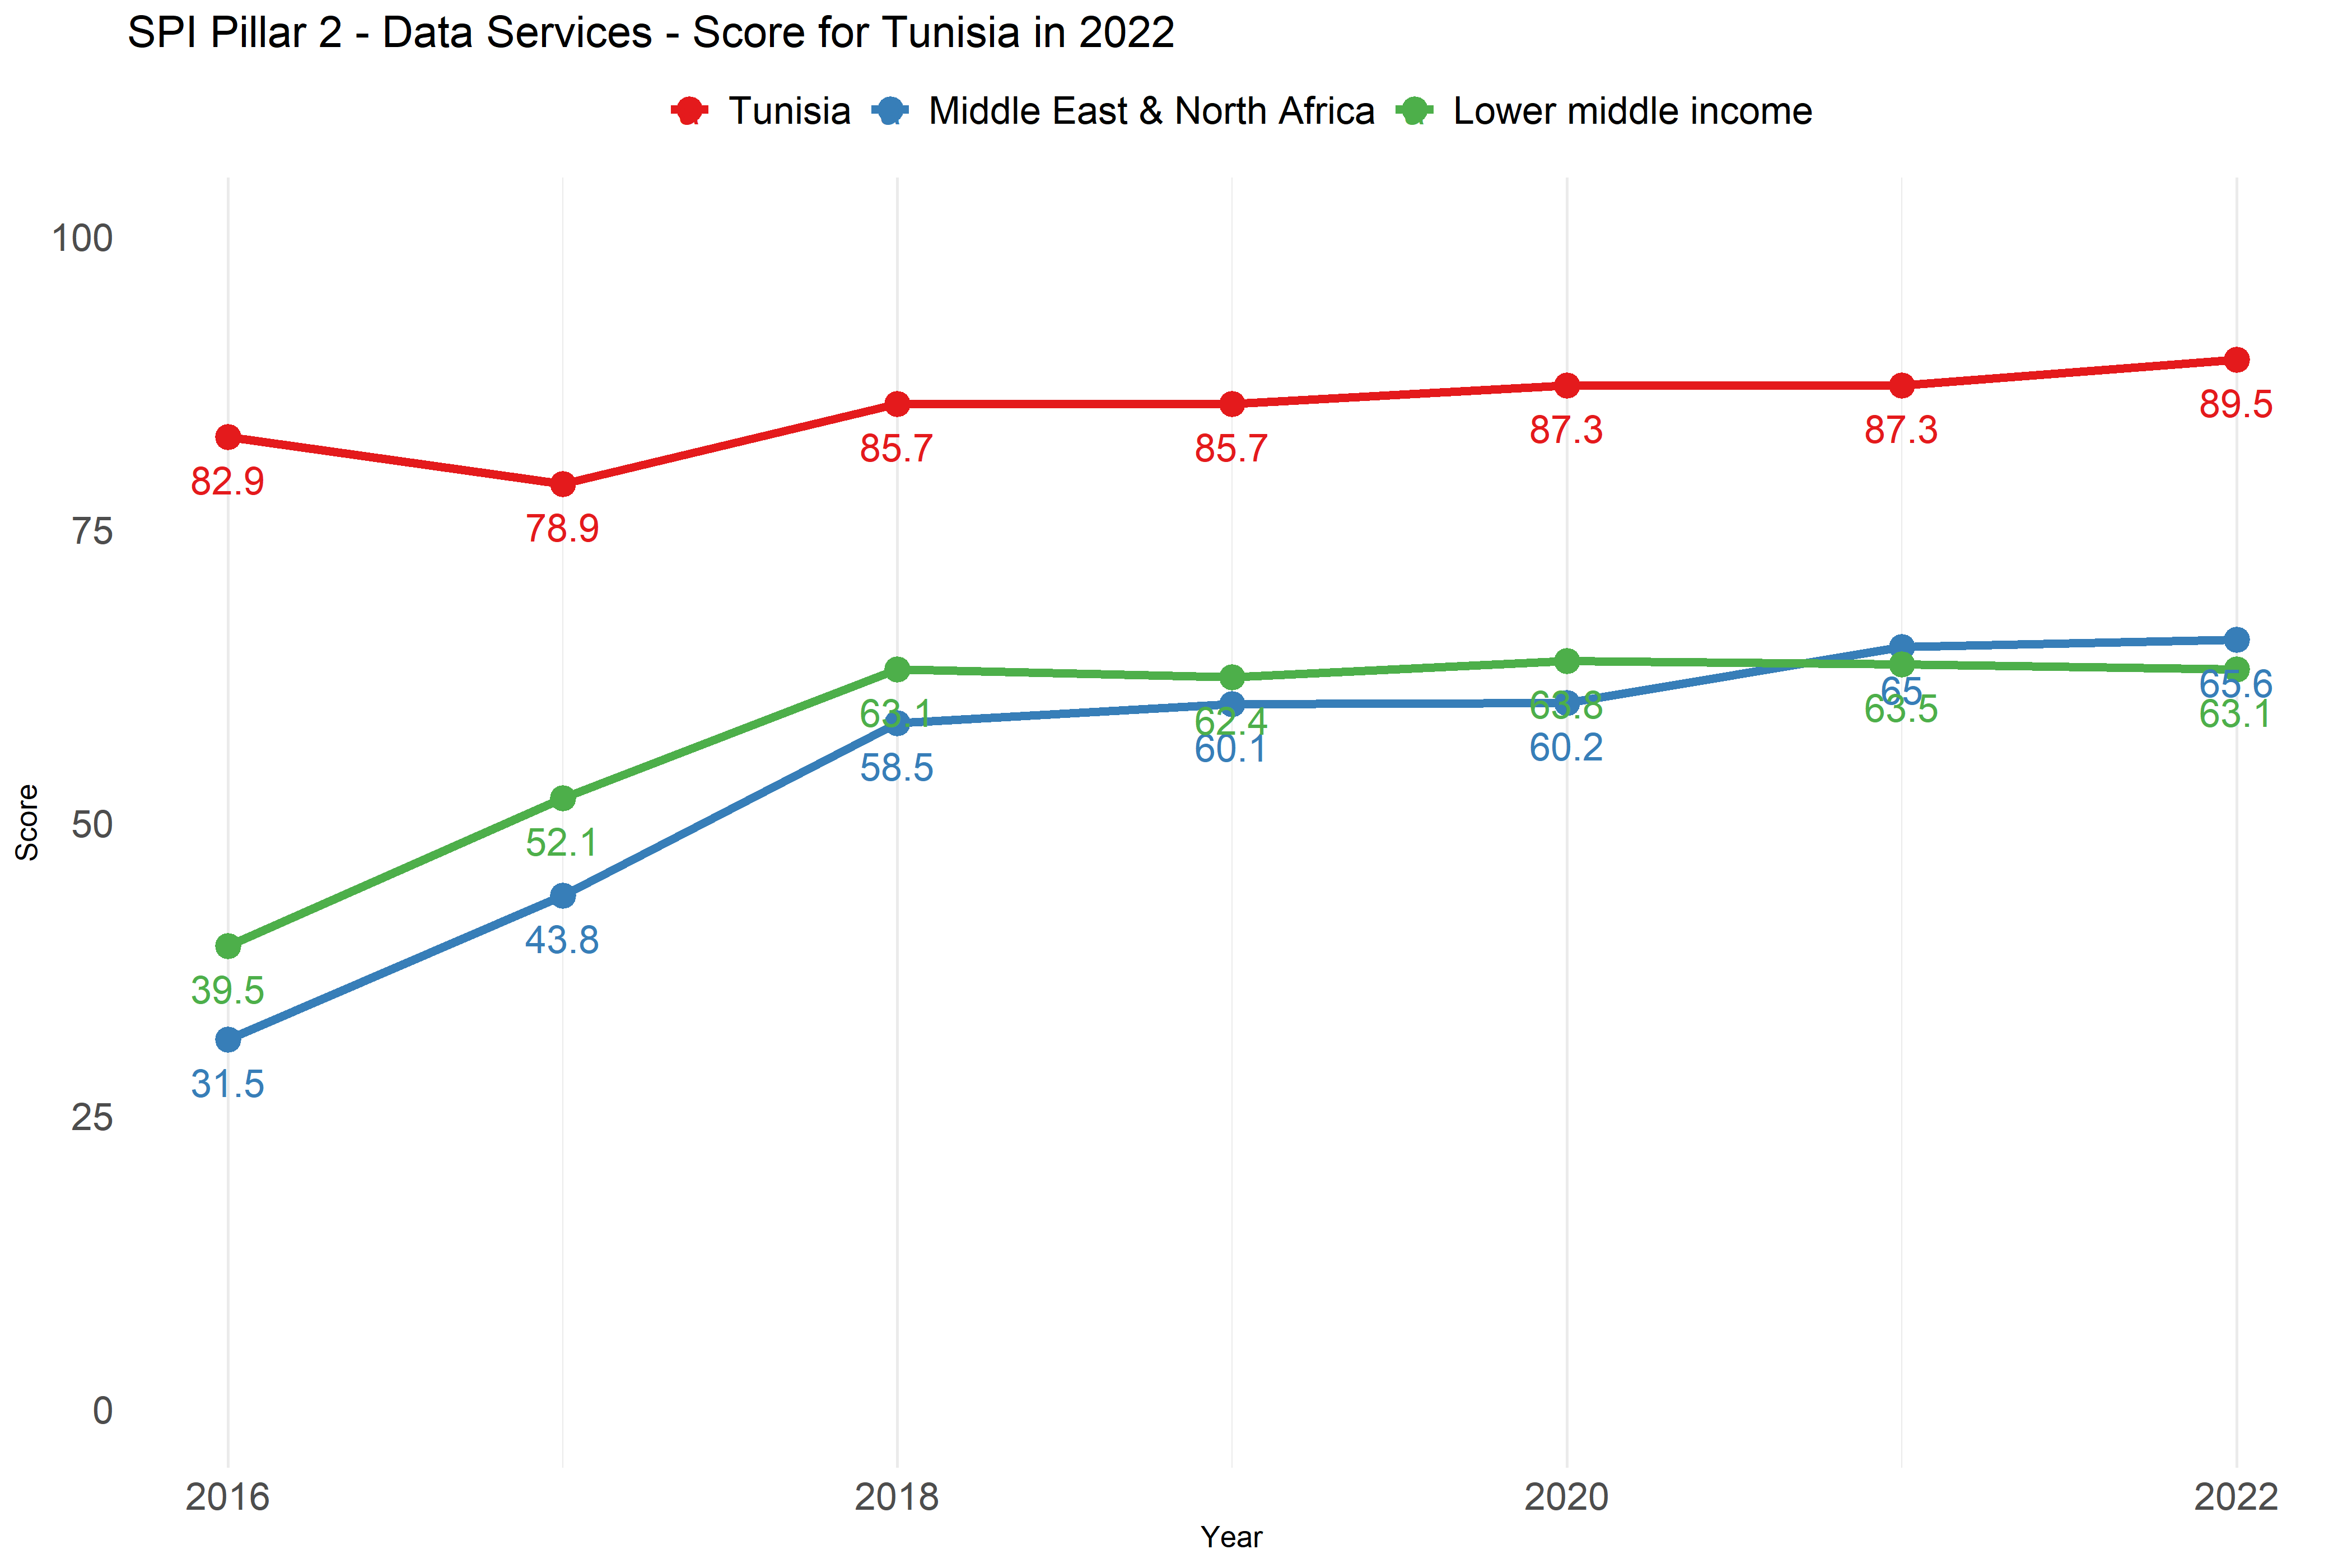 SPI Pillar 2 - Data Services - Score for Tunisia in 2022
Tunisia Middle East & North Africa Lower middle income
100
75
50
25
0
Score
82.9 78.9 85.7 85.7 87.3 87.3 89.5
39.5 52.1 63.1 62.4 63.8 63.5 63.1
31.5 43.8 58.5 60.1 60.2 65 65.6
2016 2018 2020 2022
Year